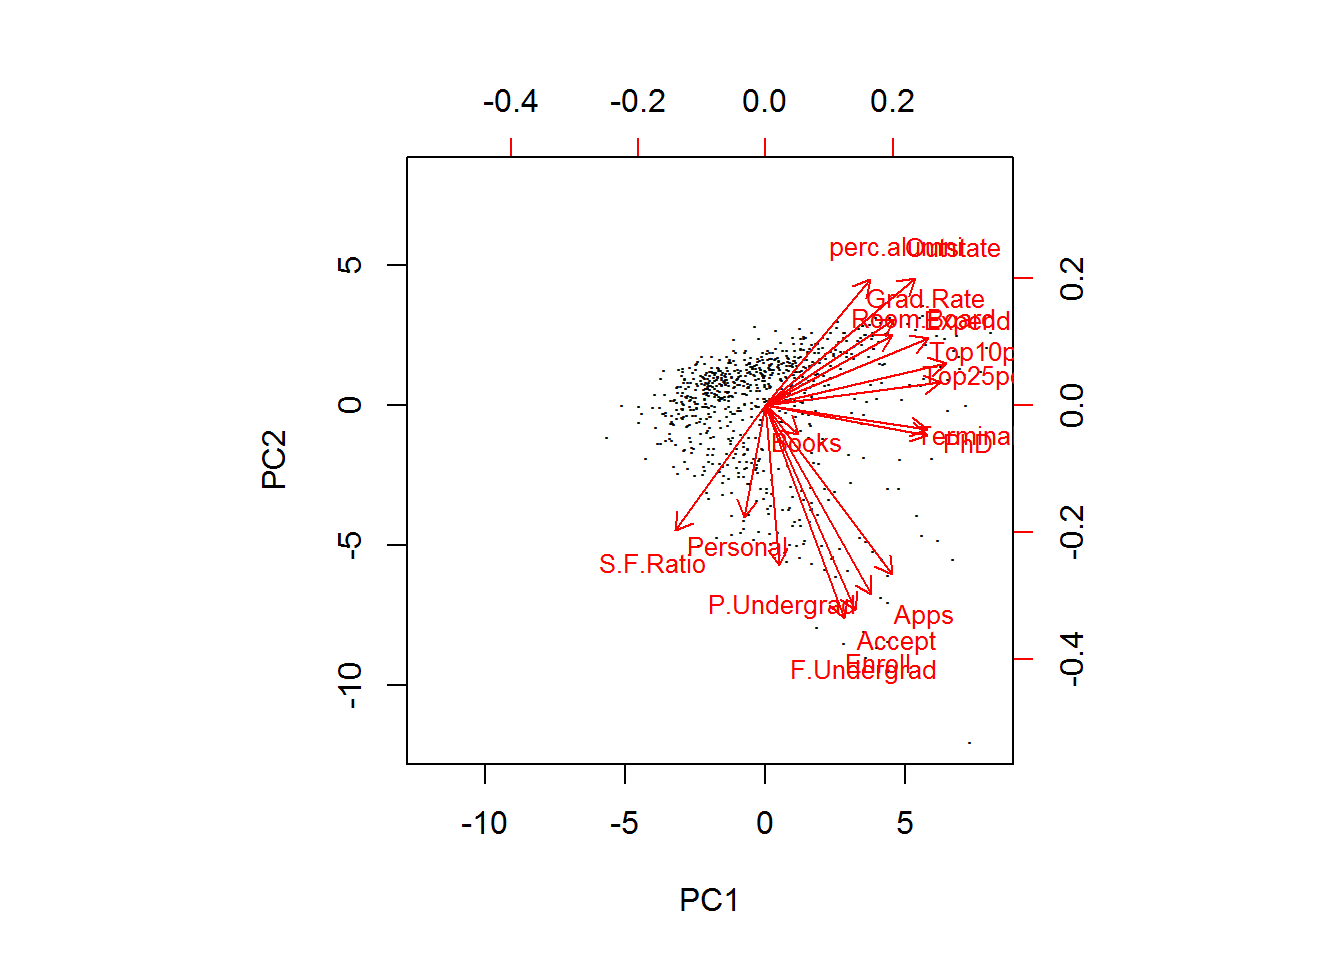 -0.4 -0.2 0.0 0.2
perc.alumni Outstate
Grad.Rate
Room.Board Expend
Top10p
Top25pe
Terminal
PhD
Books
Personal
S.F.Ratio
P.Undergrad
Apps
Accept
Enroll
F.Undergrad
5
0
-5
-10
PC2
0.2
0.0
-0.2
-0.4
-10 -5 0 5
PC1